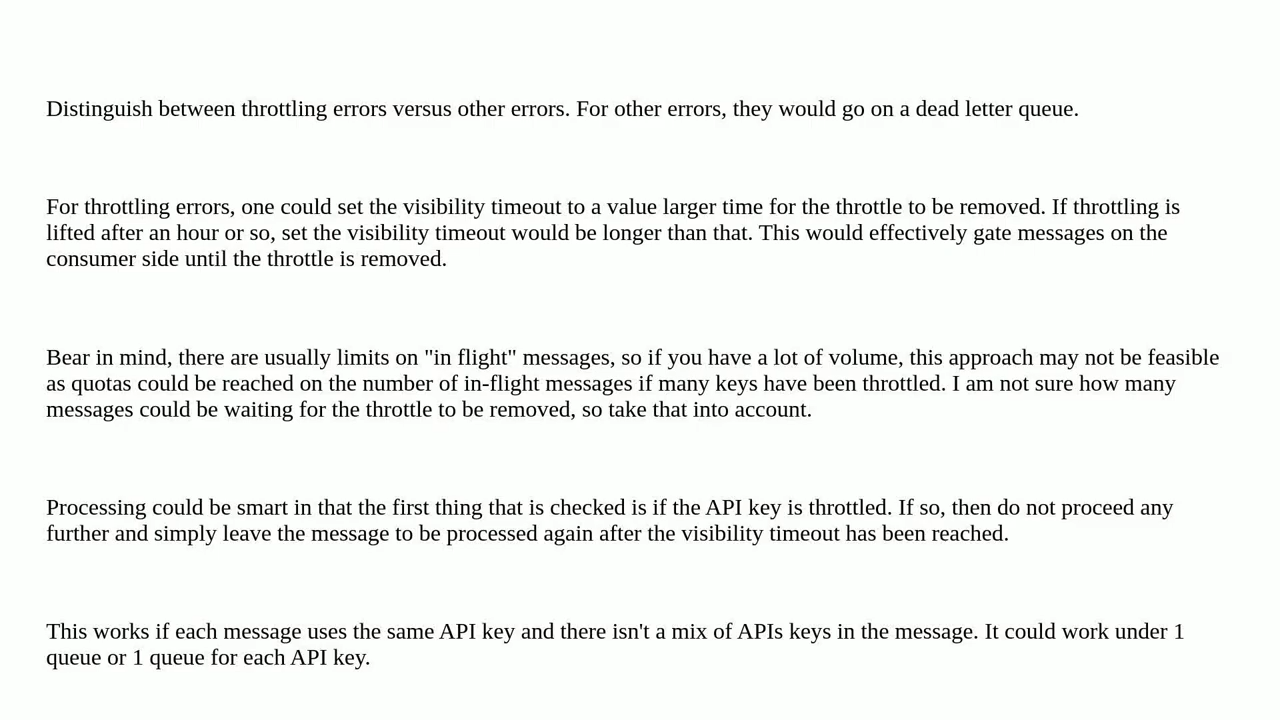 Distinguish between throttling errors versus other errors. For other errors, they would go on a dead letter queue.
For throttling errors, one could set the visibility timeout to a value larger time for the throttle to be removed. If throttling is
lifted after an hour or so, set the visibility timeout would be longer than that. This would effectively gate messages on the
consumer side until the throttle is removed.
Bear in mind, there are usually limits on "in flight" messages, so if you have a lot of volume, this approach may not be feasible
as quotas could be reached on the number of in-flight messages if many keys have been throttled. I am not sure how many
messages could be waiting for the throttle to be removed, so take that into account.
Processing could be smart in that the first thing that is checked is if the API key is throttled. If so, then do not proceed any
further and simply leave the message to be processed again after the visibility timeout has been reached.
This works if each message uses the same API key and there isn't a mix of APIs keys in the message. It could work under 1
queue or 1 queue for each API key.